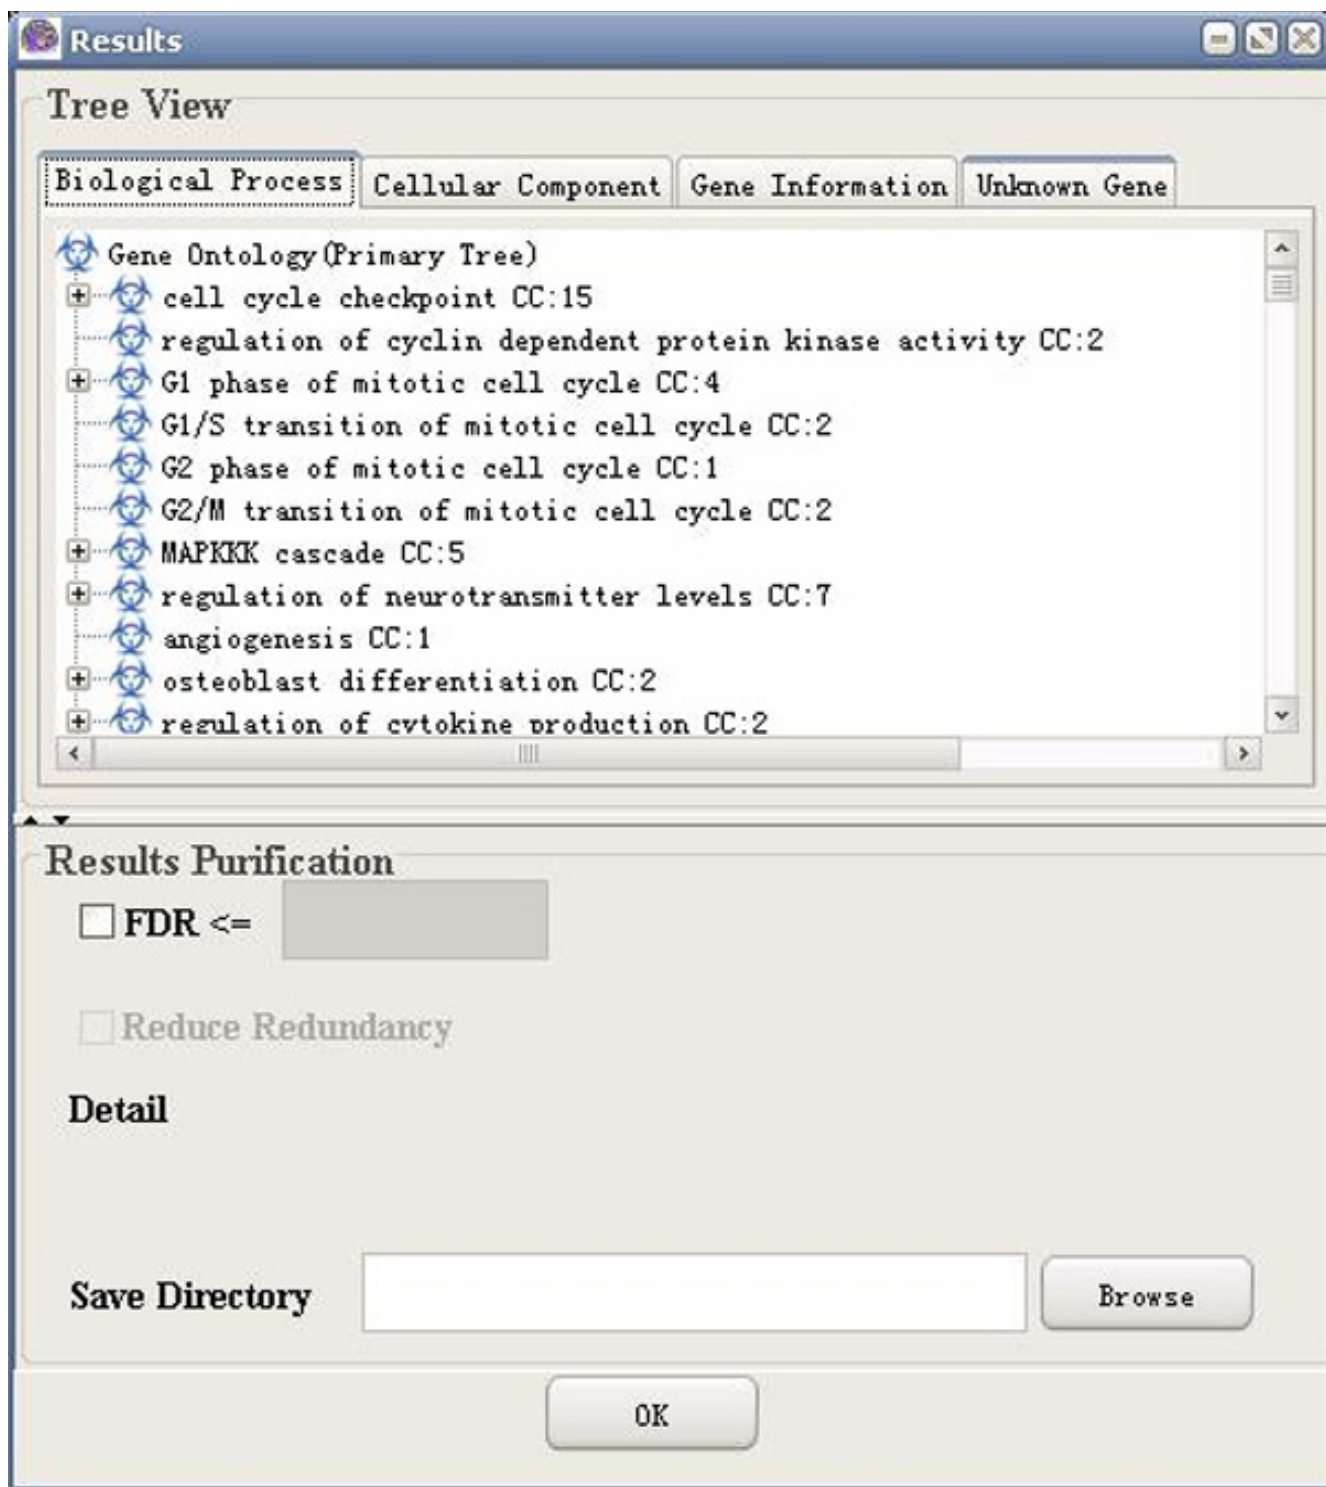 Results
Tree View
Biological Process Cellular Component Gene Information Unknown Gene
Gene Ontology(Primary Tree)
cell cycle checkpoint CC:15
regulation of cyclin dependent protein kinase activity CC:2
G1 phase of mitotic cell cycle CC:4
G1/S transition of mitotic cell cycle CC:2
G2 phase of mitotic cell cycle CC:1
G2/M transition of mitotic cell cycle CC:2
MAPKKK cascade CC:5
regulation of neurotransmitter levels CC:7
angiogenesis CC:1
osteoblast differentiation CC:2
regulation of cytokine production CC:2
Results Purification
FDR <=
Reduce Redundancy
Detail
Save Directory Browse
OK